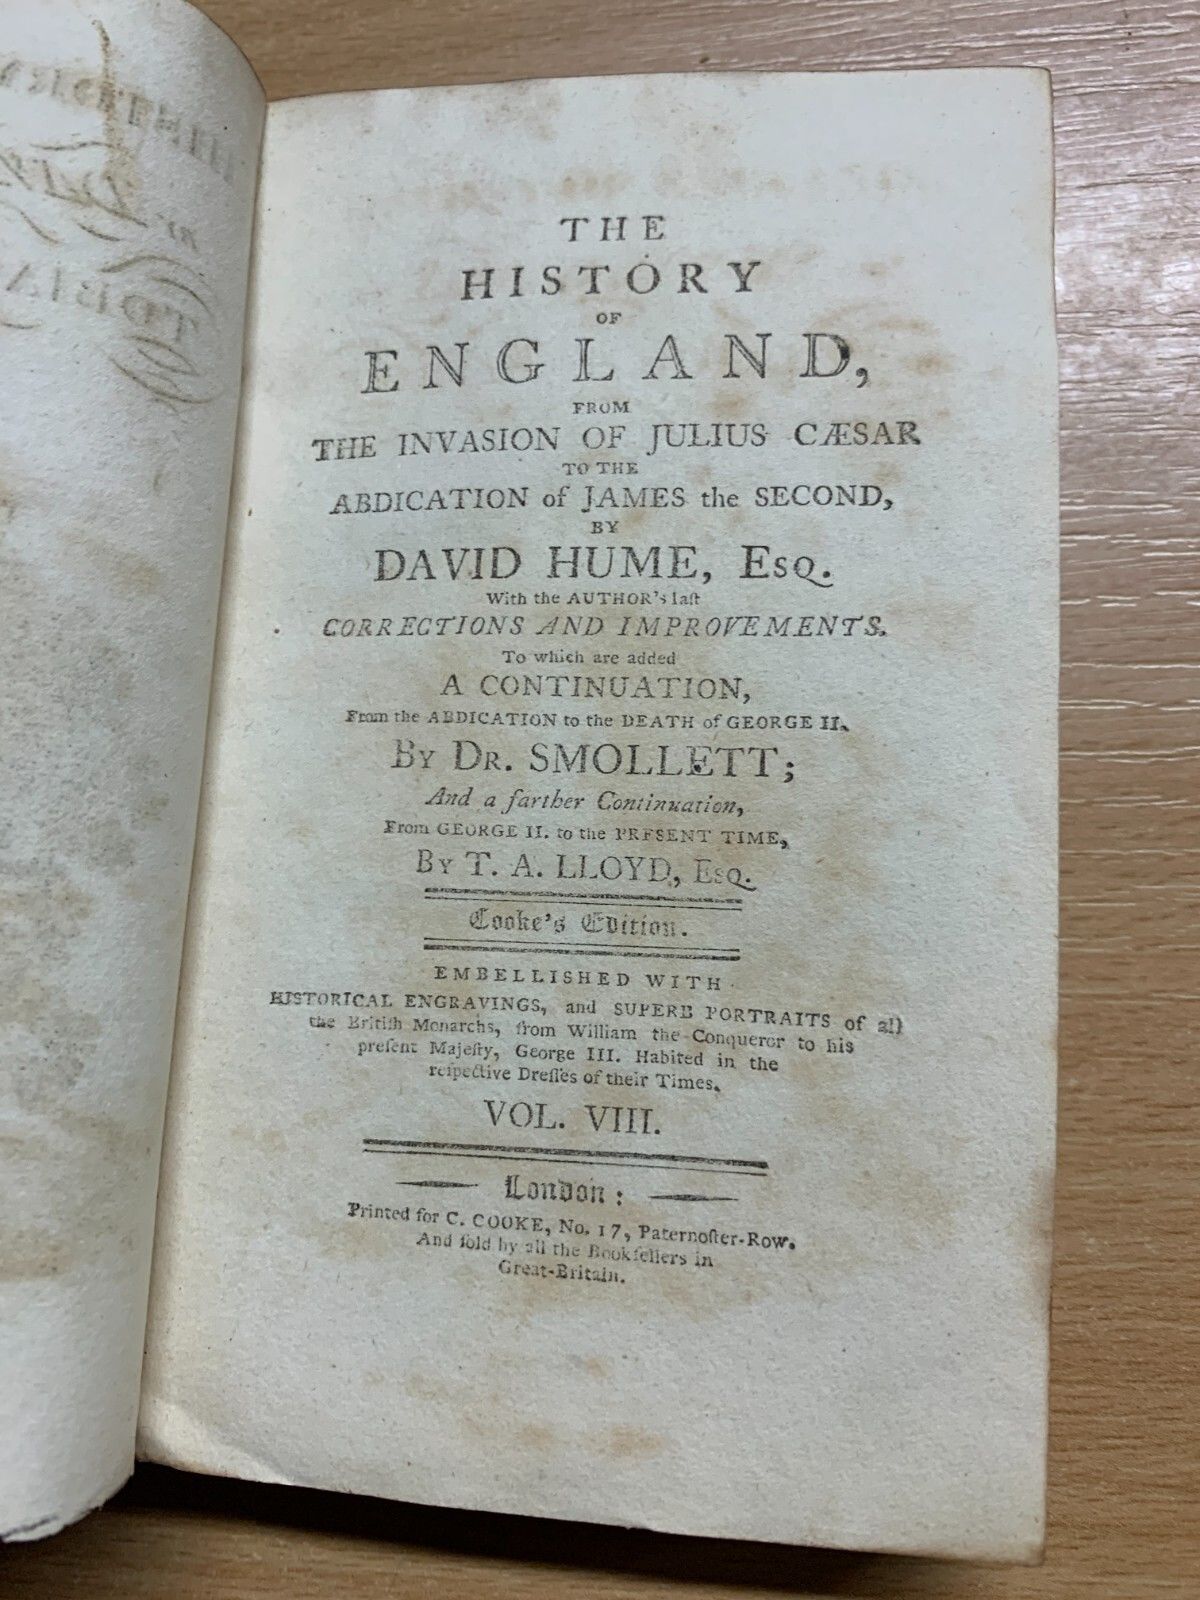 THE
HISTORY
OF
ENGLAND,
FROM
THE INVASION OF JULIUS CÆSAR
TO THE
ABDICATION of JAMES the SECOND,
BY
DAVID HUME, Esq.
With the AUTHOR's laſt
CORRECTIONS AND IMPROVEMENTS.
To which are added
A CONTINUATION,
From the ABDICATION to the DEATH of GEORGE II.
By Dr. SMOLLETT;
And a farther Continuation,
From GEORGE II. to the PRESENT TIME,
By T. A. LLOYD, Esq.
Cooke's Edition.
EMBELLISHED WITH
HISTORICAL ENGRAVINGS, and SUPERB PORTRAITS of all
the Britiſh Monarchs, from William the Conqueror to his
preſent Majeſty, George III. Habited in the
reſpective Dreſſes of their Times.
VOL. VIII.
London:
Printed for C. COOKE, No. 17, Paternoſter-Row.
And ſold by all the Bookſellers in
Great-Britain.